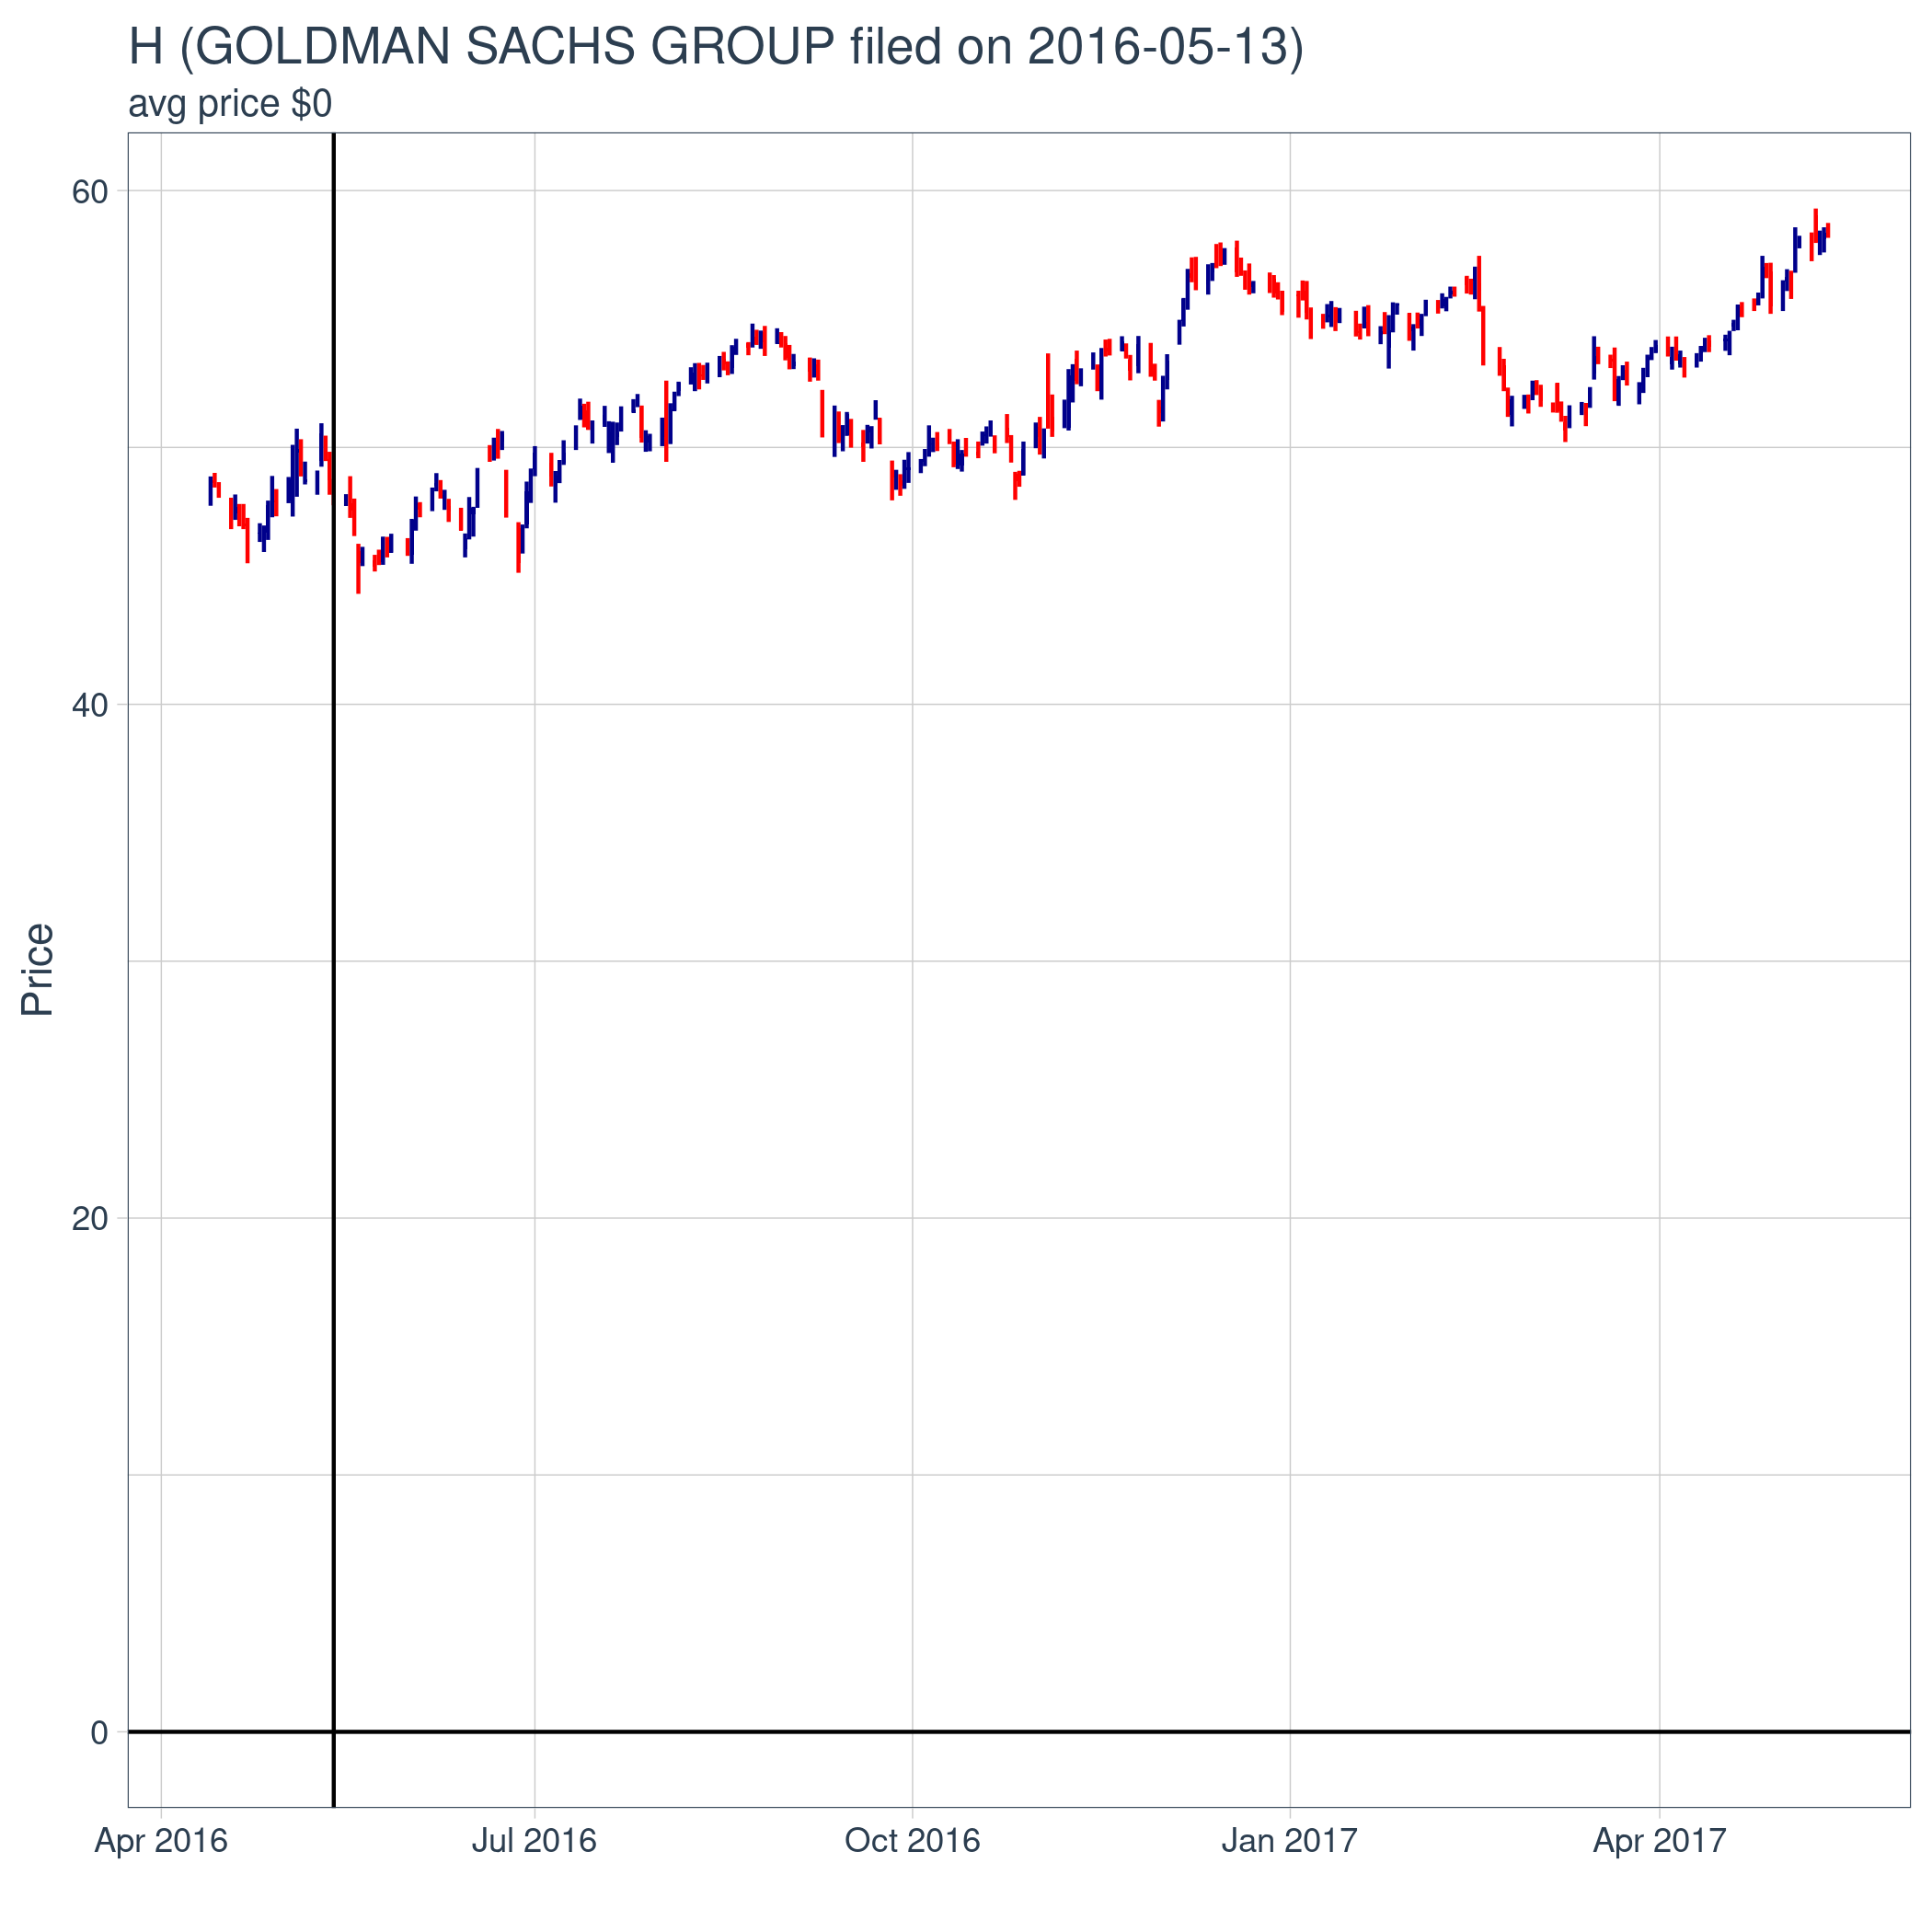 H (GOLDMAN SACHS GROUP filed on 2016-05-13)
avg price $0
60
40
20
0
Price
Apr 2016 Jul 2016 Oct 2016 Jan 2017 Apr 2017